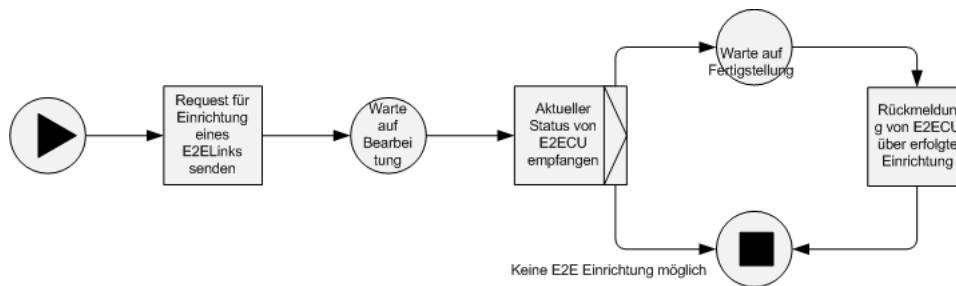 Request für
Einrichtung
eines
E2ELinks
senden
Warte
auf
Bearbei
tung
Aktueller
Status von
E2ECU
empfangen
Warte auf
Fertigstellung
Rückmeldun
g von E2ECU
über erfolgte
Einrichtung
Keine E2E Einrichtung möglich